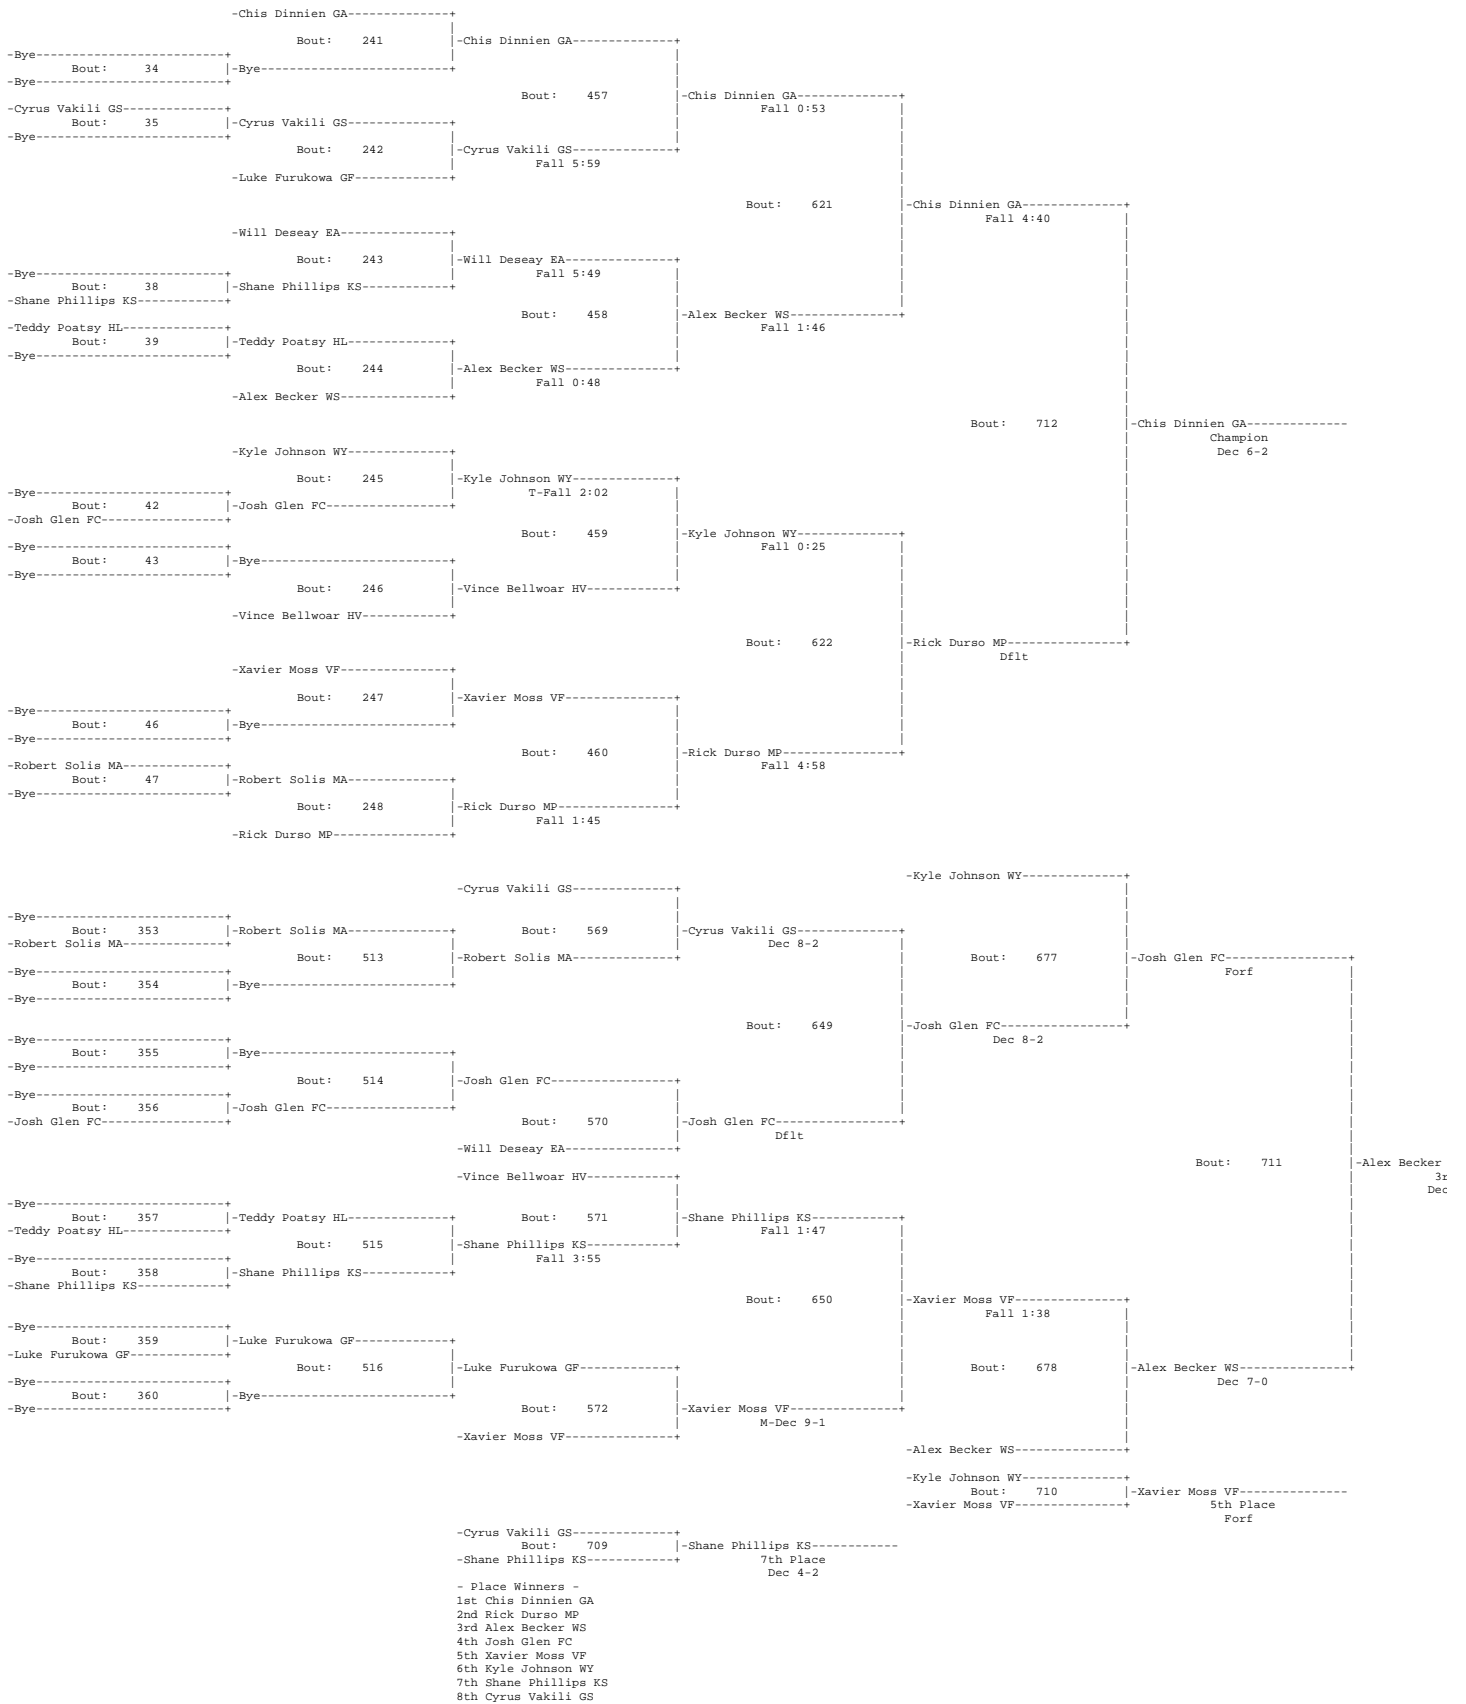 -Chis Dinnien GA--------------+
Bout: 241 |-Chis Dinnien GA--------------+
-Bye--------------------------+
Bout: 34 |-Bye--------------------------+
-Bye--------------------------+
Bout: 457 |-Chis Dinnien GA--------------+
-Cyrus Vakili GS--------------+ Fall 0:53
Bout: 35 |-Cyrus Vakili GS--------------+
-Bye--------------------------+
Bout: 242 |-Cyrus Vakili GS--------------+
Fall 5:59
-Luke Furukowa GF-------------+
Bout: 621 |-Chis Dinnien GA--------------+
Fall 4:40
-Will Deseay EA---------------+
Bout: 243 |-Will Deseay EA---------------+
-Bye--------------------------+ Fall 5:49
Bout: 38 |-Shane Phillips KS------------+
-Shane Phillips KS------------+
Bout: 458 |-Alex Becker WS---------------+
-Teddy Poatsy HL--------------+ Fall 1:46
Bout: 39 |-Teddy Poatsy HL--------------+
-Bye--------------------------+
Bout: 244 |-Alex Becker WS---------------+
Fall 0:48
-Alex Becker WS---------------+
Bout: 712 |-Chis Dinnien GA--------------
Champion
-Kyle Johnson WY--------------+ Dec 6-2
Bout: 245 |-Kyle Johnson WY--------------+
-Bye--------------------------+ T-Fall 2:02
Bout: 42 |-Josh Glen FC-----------------+
-Josh Glen FC-----------------+
Bout: 459 |-Kyle Johnson WY--------------+
-Bye--------------------------+ Fall 0:25
Bout: 43 |-Bye--------------------------+
-Bye--------------------------+
Bout: 246 |-Vince Bellwoar HV------------+
-Vince Bellwoar HV------------+
Bout: 622 |-Rick Durso MP----------------+
Dflt
-Xavier Moss VF---------------+
Bout: 247 |-Xavier Moss VF---------------+
-Bye--------------------------+
Bout: 46 |-Bye--------------------------+
-Bye--------------------------+
Bout: 460 |-Rick Durso MP----------------+
-Robert Solis MA--------------+ Fall 4:58
Bout: 47 |-Robert Solis MA--------------+
-Bye--------------------------+
Bout: 248 |-Rick Durso MP----------------+
Fall 1:45
-Rick Durso MP----------------+
-Kyle Johnson WY--------------+
-Cyrus Vakili GS--------------+
-Bye--------------------------+
Bout: 353 |-Robert Solis MA--------------+ Bout: 569 |-Cyrus Vakili GS--------------+
-Robert Solis MA--------------+ Dec 8-2
Bout: 513 |-Robert Solis MA--------------+ Bout: 677 |-Josh Glen FC-----------------+
-Bye--------------------------+ Forf
Bout: 354 |-Bye--------------------------+
-Bye--------------------------+
Bout: 649 |-Josh Glen FC-----------------+
-Bye--------------------------+ Dec 8-2
Bout: 355 |-Bye--------------------------+
-Bye--------------------------+
Bout: 514 |-Josh Glen FC-----------------+
-Bye--------------------------+
Bout: 356 |-Josh Glen FC-----------------+
-Josh Glen FC-----------------+ Bout: 570 |-Josh Glen FC-----------------+
Dflt
-Will Deseay EA---------------+
Bout: 711 |-Alex Becker
-Vince Bellwoar HV------------+ 3r
Dec
-Bye--------------------------+
Bout: 357 |-Teddy Poatsy HL--------------+ Bout: 571 |-Shane Phillips KS------------+
-Teddy Poatsy HL--------------+ Fall 1:47
Bout: 515 |-Shane Phillips KS------------+
-Bye--------------------------+ Fall 3:55
Bout: 358 |-Shane Phillips KS------------+
-Shane Phillips KS------------+
Bout: 650 |-Xavier Moss VF---------------+
Fall 1:38
-Bye--------------------------+
Bout: 359 |-Luke Furukowa GF-------------+
-Luke Furukowa GF-------------+
Bout: 516 |-Luke Furukowa GF-------------+ Bout: 678 |-Alex Becker WS---------------+
-Bye--------------------------+ Dec 7-0
Bout: 360 |-Bye--------------------------+
-Bye--------------------------+ Bout: 572 |-Xavier Moss VF---------------+
M-Dec 9-1
-Xavier Moss VF---------------+
-Alex Becker WS---------------+
-Kyle Johnson WY--------------+
Bout: 710 |-Xavier Moss VF---------------
-Xavier Moss VF---------------+ 5th Place
Forf
-Cyrus Vakili GS--------------+
Bout: 709 |-Shane Phillips KS------------
-Shane Phillips KS------------+ 7th Place
Dec 4-2
- Place Winners -
1st Chis Dinnien GA
2nd Rick Durso MP
3rd Alex Becker WS
4th Josh Glen FC
5th Xavier Moss VF
6th Kyle Johnson WY
7th Shane Phillips KS
8th Cyrus Vakili GS